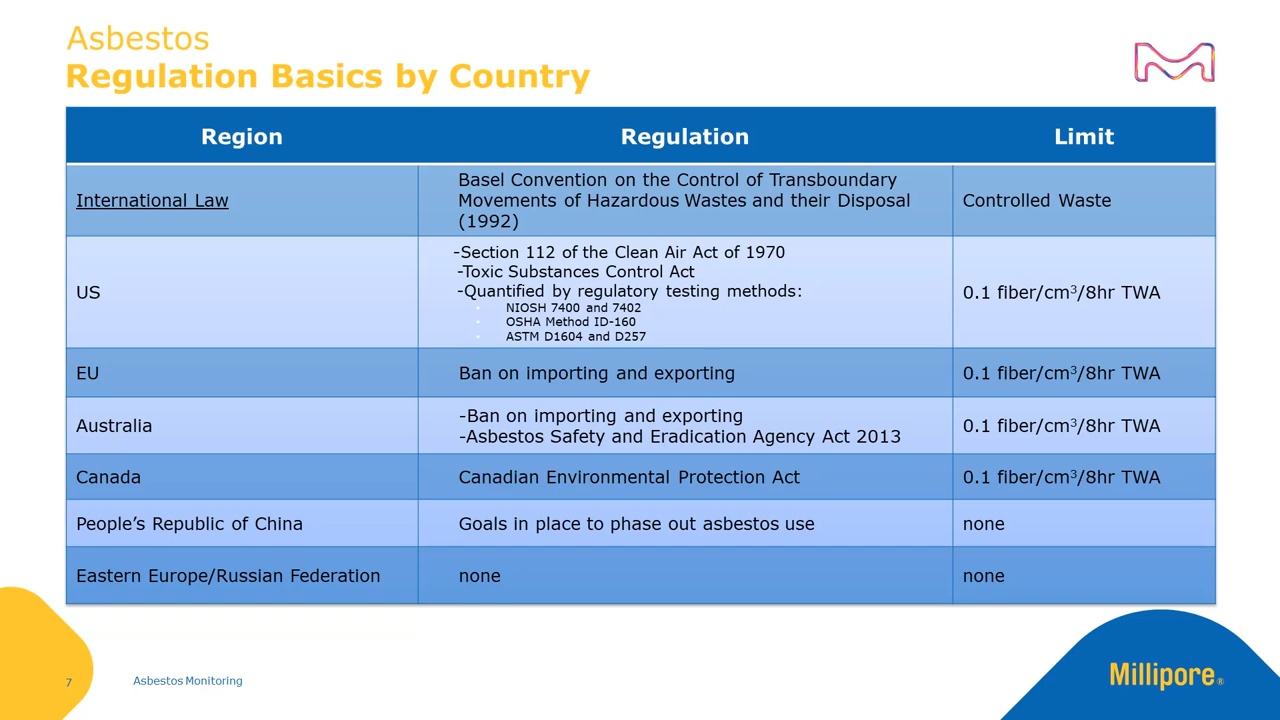 Asbestos
Regulation Basics by Country
Region Regulation Limit
International Law
Basel Convention on the Control of Transboundary
Movements of Hazardous Wastes and their Disposal
(1992)
Controlled Waste
US
-Section 112 of the Clean Air Act of 1970
-Toxic Substances Control Act
-Quantified by regulatory testing methods:
• NIOSH 7400 and 7402
• OSHA Method ID-160
• ASTM D1604 and D257
0.1 fiber/cm³/8hr TWA
EU
Ban on importing and exporting
0.1 fiber/cm³/8hr TWA
Australia
-Ban on importing and exporting
-Asbestos Safety and Eradication Agency Act 2013
0.1 fiber/cm³/8hr TWA
Canada
Canadian Environmental Protection Act
0.1 fiber/cm³/8hr TWA
People’s Republic of China
Goals in place to phase out asbestos use
none
Eastern Europe/Russian Federation
none
none
7
Asbestos Monitoring
Millipore®